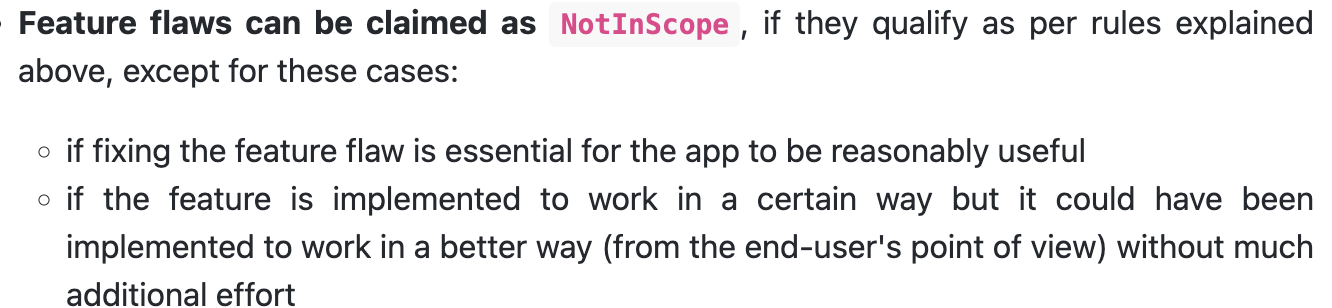 Feature flaws can be claimed as NotInScope, if they qualify as per rules explained
above, except for these cases:
if fixing the feature flaw is essential for the app to be reasonably useful
if the feature is implemented to work in a certain way but it could have been
implemented to work in a better way (from the end-user's point of view) without much
additional effort